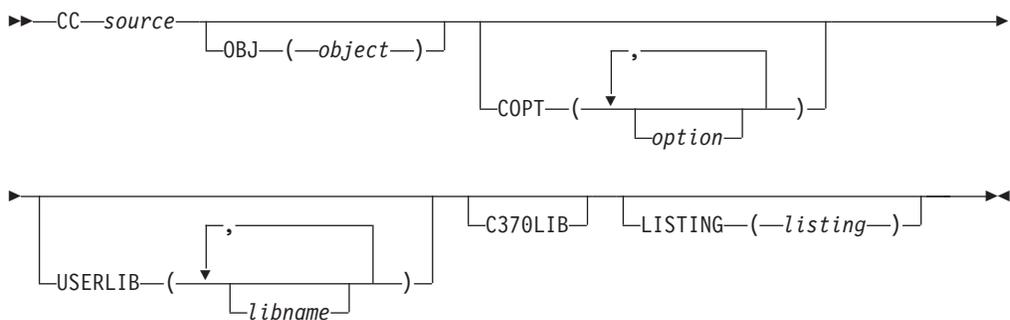 CC source
OBJ ( object )
COPT ( , option )
USERLIB ( , libname )
C370LIB
LISTING ( listing )